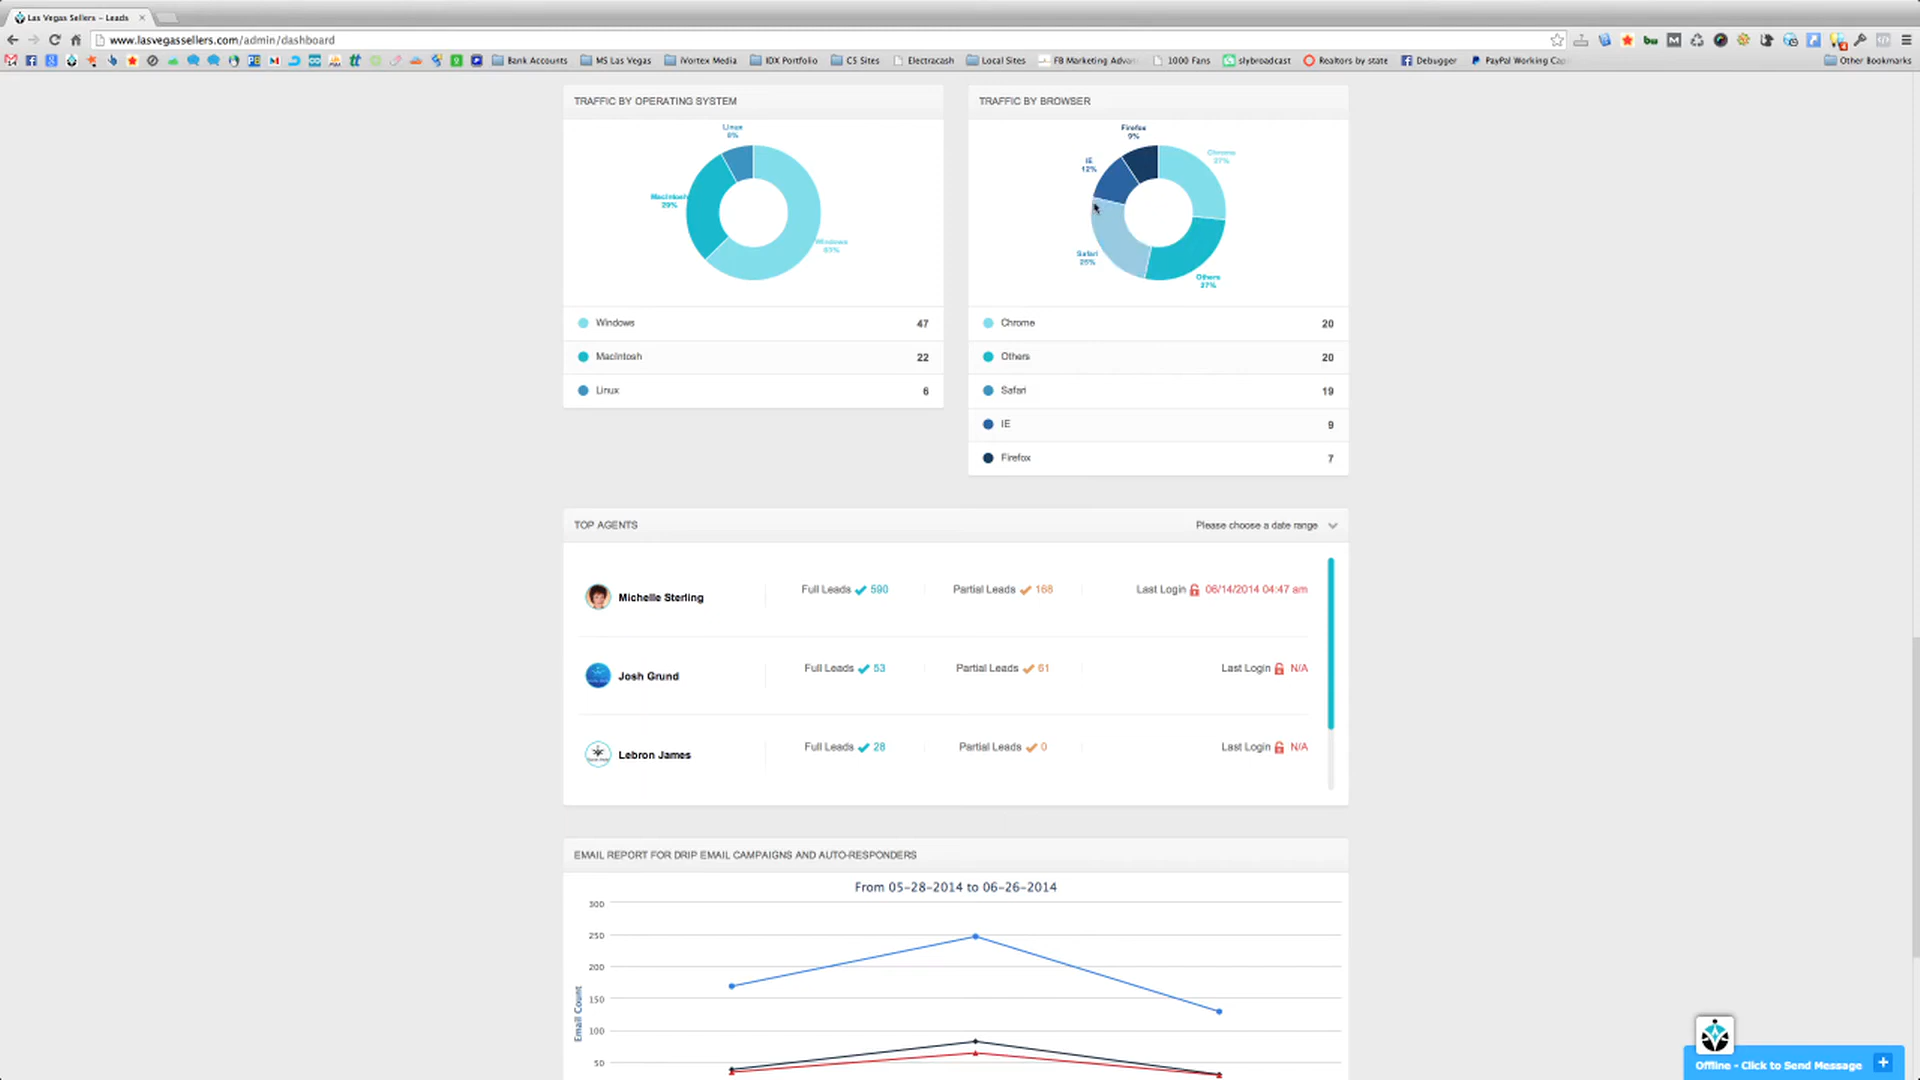 Las Vegas Sellers – Leads
www.lasvegassellers.com/admin/dashboard
Bank Accounts
MS Las Vegas
iVortex Media
IDX Portfolio
CS Sites
Electracash
Local Sites
FB Marketing Advan
1000 Fans
slybroadcast
Realtors by state
Debugger
PayPal Working Cap
Other Bookmarks
TRAFFIC BY OPERATING SYSTEM
Linux
8%
Macintosh
29%
Windows
63%
Windows 47
Macintosh 22
Linux 6
TRAFFIC BY BROWSER
Firefox
9%
IE
12%
Chrome
27%
Safari
25%
Others
27%
Chrome 20
Others 20
Safari 19
IE 9
Firefox 7
TOP AGENTS Please choose a date range
Michelle Sterling Full Leads 590 Partial Leads 168 Last Login 06/14/2014 04:47 am
Josh Grund Full Leads 53 Partial Leads 61 Last Login N/A
Lebron James Full Leads 28 Partial Leads 0 Last Login N/A
EMAIL REPORT FOR DRIP EMAIL CAMPAIGNS AND AUTO-RESPONDERS
From 05-28-2014 to 06-26-2014
300
250
200
150
100
50
Email Count
Offline - Click to Send Message